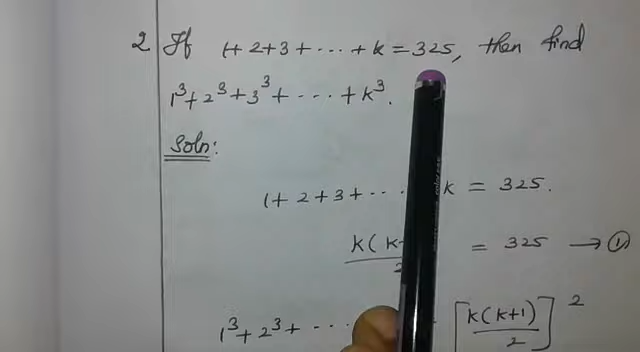 2 If 1+2+3+ ... +k = 325, then find
1³+2³+3³+ ... +k³.
Soln:
1+2+3+ ... k = 325.
k(k 2 = 325 → ①
1³+2³+ ... [k(k+1)/2]²